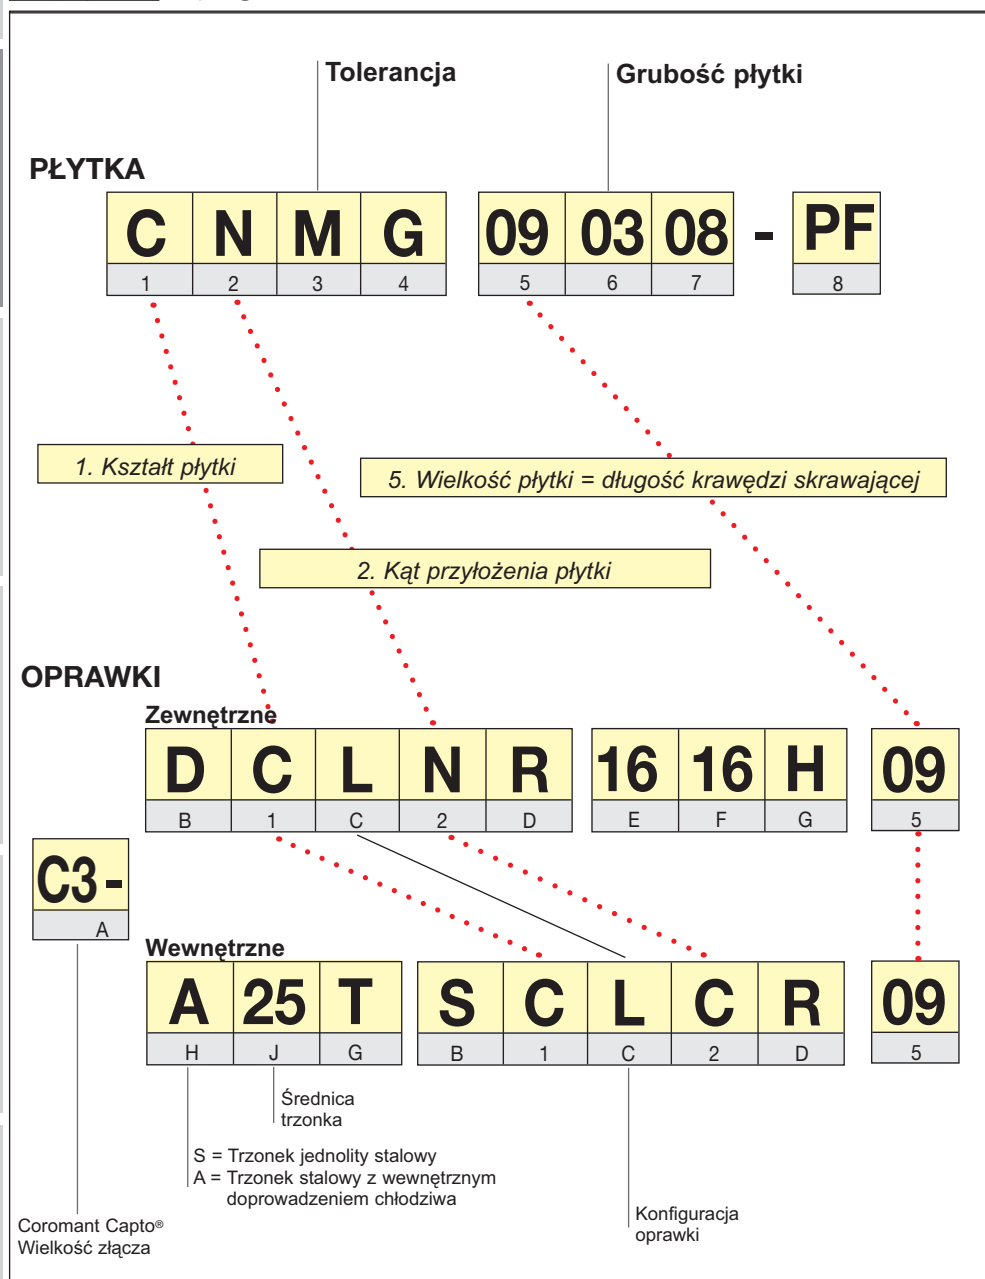 Tolerancja
Grubość płytki
PŁYTKA
C N M G 09 03 08 - PF
1 2 3 4 5 6 7 8
1. Kształt płytki
5. Wielkość płytki = długość krawędzi skrawającej
2. Kąt przyłożenia płytki
OPRAWKI
Zewnętrzne
D C L N R 16 16 H 09
B 1 C 2 D E F G 5
C3-
A
Wewnętrzne
A 25 T S C L C R 09
H J G B 1 C 2 D 5
Średnica
trzonka
S = Trzonek jednolity stalowy
A = Trzonek stalowy z wewnętrznym
doprowadzeniem chłodziwa
Konfiguracja
oprawki
Coromant Capto®
Wielkość złącza